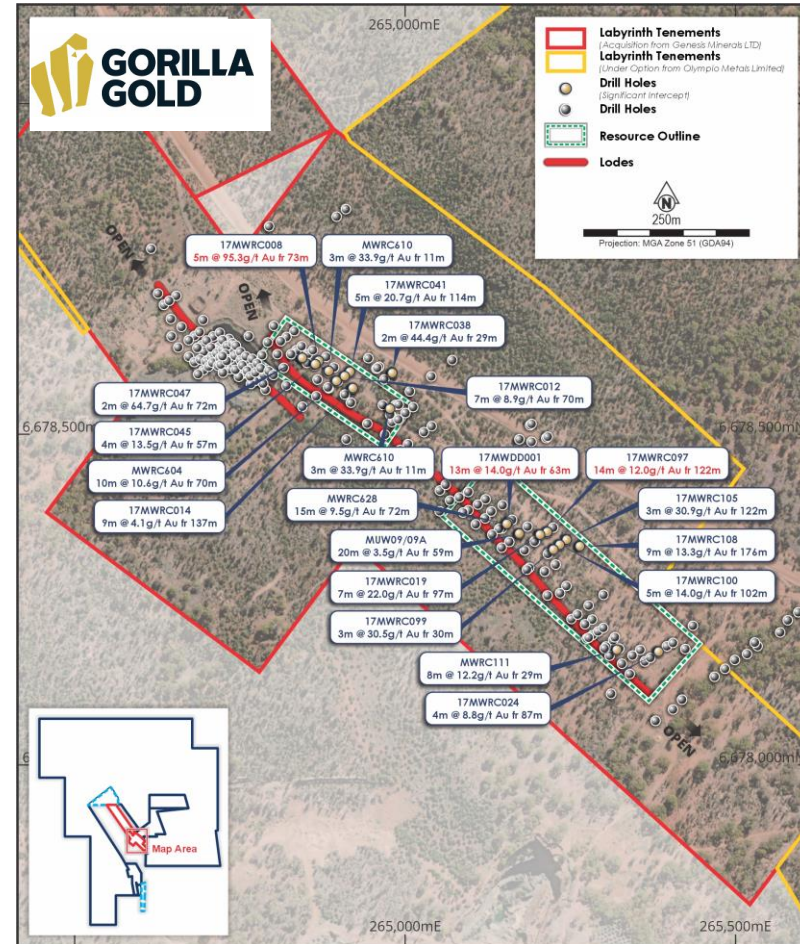 265,000mE
GORILLA
GOLD
Labyrinth Tenements
(Acquisition from Genesis Minerals LTD)
Labyrinth Tenements
(Under Option from Olympio Metals Limited)
Drill Holes
(Significant Intercept)
Drill Holes
Resource Outline
Lodes
N
250m
Projection: MGA Zone 51 (GDA94)
OPEN
OPEN
17MWRC008
5m @ 95.3g/t Au fr 73m
MWRC610
3m @ 33.9g/t Au fr 11m
17MWRC041
5m @ 20.7g/t Au fr 114m
17MWRC038
2m @ 44.4g/t Au fr 29m
17MWRC012
7m @ 8.9g/t Au fr 70m
17MWRC047
2m @ 64.7g/t Au fr 72m
17MWRC045
4m @ 13.5g/t Au fr 57m
MWRC604
10m @ 10.6g/t Au fr 70m
17MWRC014
9m @ 4.1g/t Au fr 137m
6,678,500mN
6,678,500mN
MWRC610
3m @ 33.9g/t Au fr 11m
17MWDD001
13m @ 14.0g/t Au fr 63m
17MWRC097
14m @ 12.0g/t Au fr 122m
MWRC628
15m @ 9.5g/t Au fr 72m
17MWRC105
3m @ 30.9g/t Au fr 122m
MUW09/09A
20m @ 3.5g/t Au fr 59m
17MWRC108
9m @ 13.3g/t Au fr 176m
17MWRC019
7m @ 22.0g/t Au fr 97m
17MWRC100
5m @ 14.0g/t Au fr 102m
17MWRC099
3m @ 30.5g/t Au fr 30m
MWRC111
8m @ 12.2g/t Au fr 29m
17MWRC024
4m @ 8.8g/t Au fr 87m
OPEN
6,678,000mN
Map Area
265,000mE
265,500mE